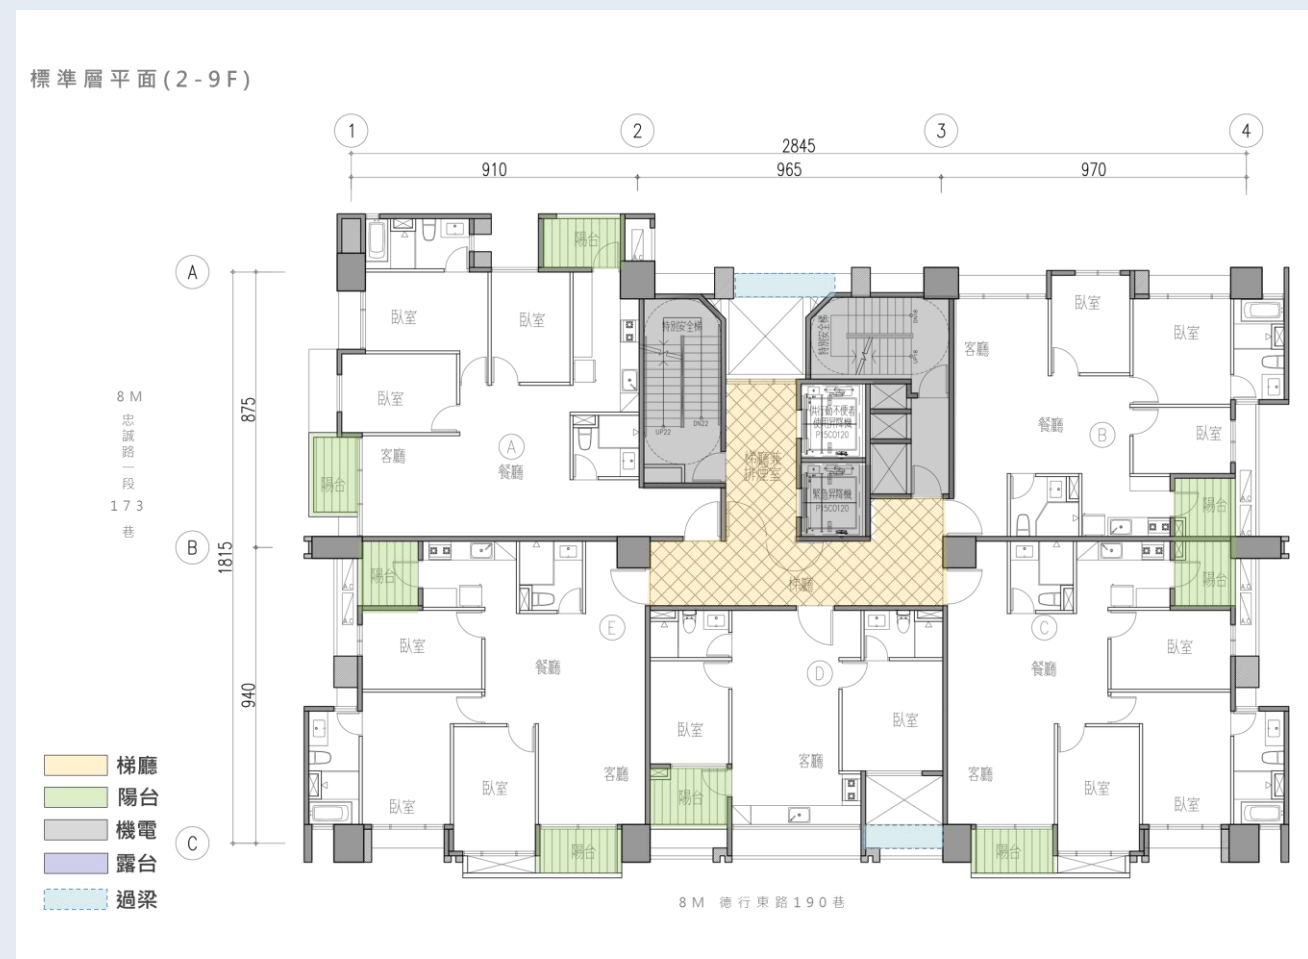 標準層平面(2-9F)
1
2
3
4
2845
910
965
970
A
B
C
875
1815
940
8M
忠誠路一段
173
巷
陽台
臥室
臥室
臥室
客廳
A
餐廳
陽台
特別安全梯
UP22
DN22
特別安全梯
DN18
UP18
供行動不便者
使用昇降機
P15CO120
緊急昇降機
P15CO120
梯廳兼
排煙室
梯廳
客廳
臥室
臥室
餐廳
B
臥室
陽台
A.C
陽台
臥室
E
餐廳
臥室
臥室
客廳
陽台
D
臥室
臥室
客廳
陽台
陽台
C
餐廳
臥室
客廳
臥室
臥室
陽台
梯廳
陽台
機電
露台
過梁
8M 德行東路190巷